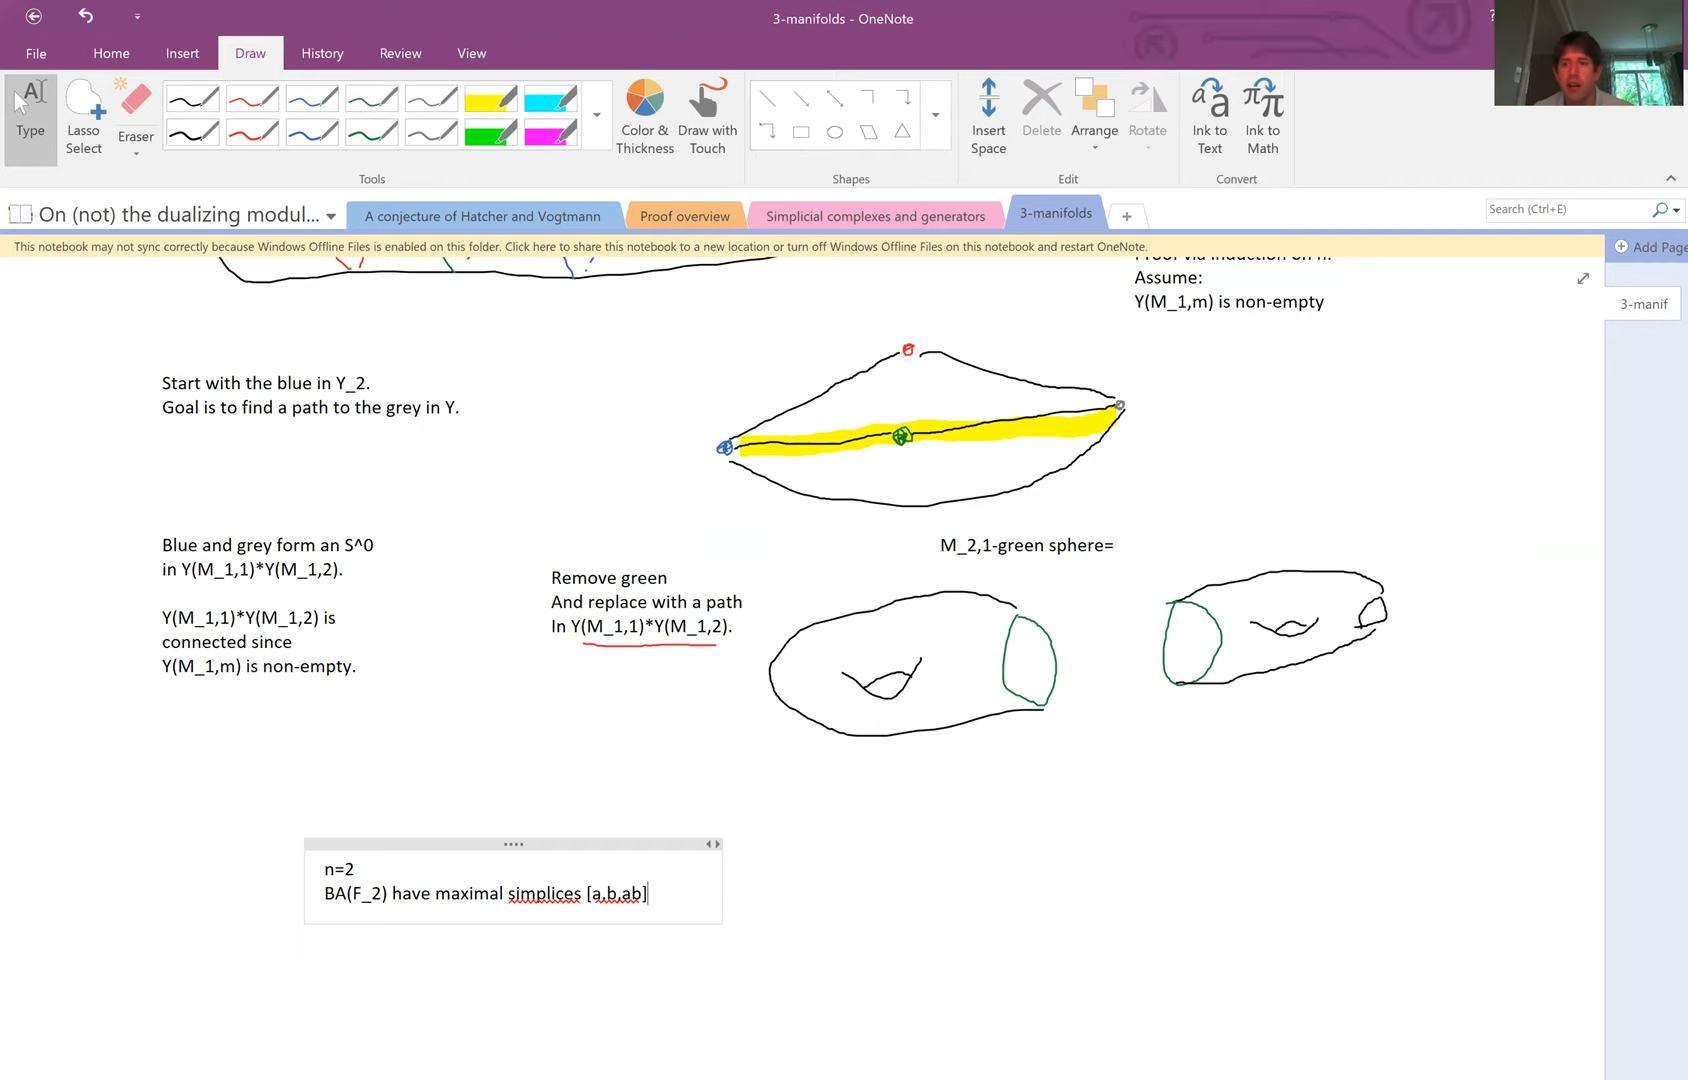 3-manifolds - OneNote
?
File
Home
Insert
Draw
History
Review
View
Type
Lasso Select
Eraser
Color & Thickness
Draw with Touch
Insert Space
Delete
Arrange
Rotate
Ink to Text
Ink to Math
Tools
Shapes
Edit
Convert
On (not) the dualizing modul...
A conjecture of Hatcher and Vogtmann
Proof overview
Simplicial complexes and generators
3-manifolds
Search (Ctrl+E)
This notebook may not sync correctly because Windows Offline Files is enabled on this folder. Click here to share this notebook to a new location or turn off Windows Offline Files on this notebook and restart OneNote.
Add Page
3-manif
Proof via induction on n.
Assume:
Y(M_1,m) is non-empty
Start with the blue in Y_2.
Goal is to find a path to the grey in Y.
Blue and grey form an S^0
in Y(M_1,1)*Y(M_1,2).
Y(M_1,1)*Y(M_1,2) is
connected since
Y(M_1,m) is non-empty.
Remove green
And replace with a path
In Y(M_1,1)*Y(M_1,2).
M_2,1-green sphere=
n=2
BA(F_2) have maximal simplices [a,b,ab]